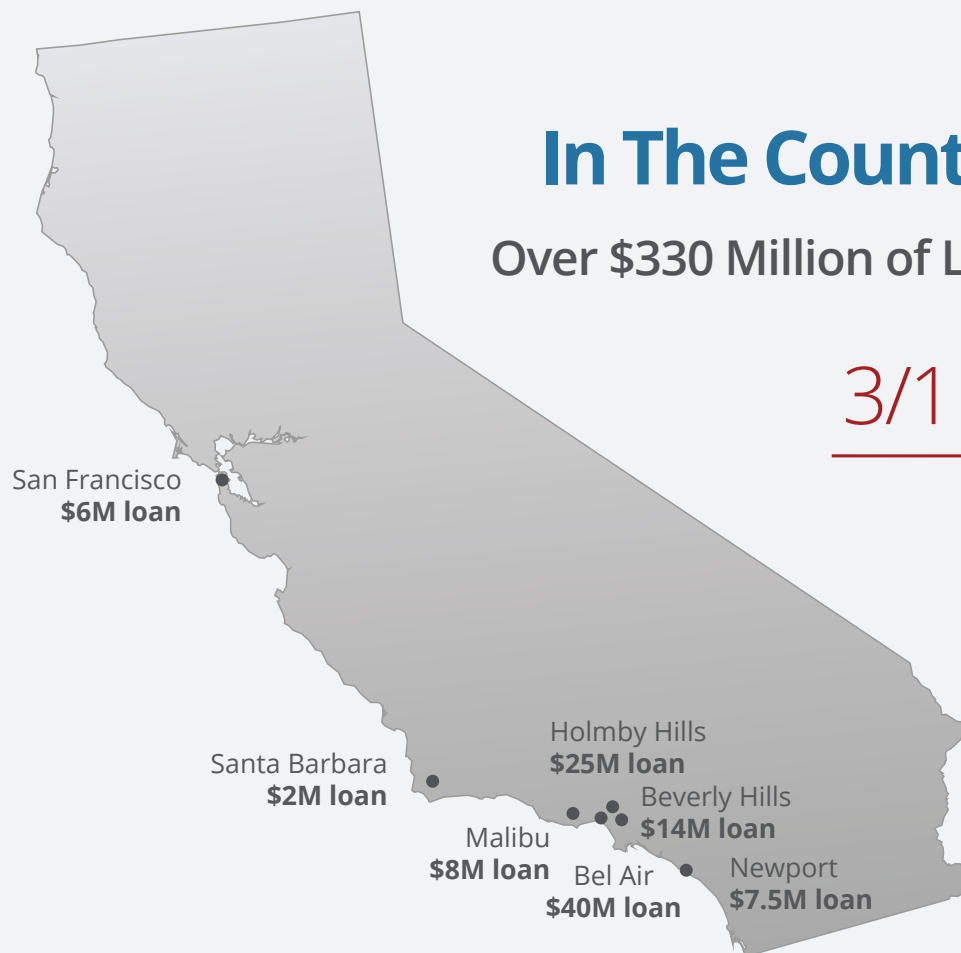 In The Count
Over $330 Million of L
3/1
San Francisco
$6M loan
Santa Barbara
$2M loan
Holmby Hills
$25M loan
Beverly Hills
$14M loan
Malibu
$8M loan
Bel Air
$40M loan
Newport
$7.5M loan